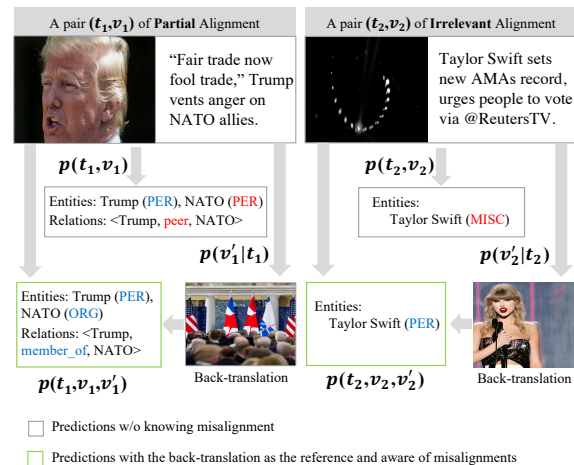 A pair (t₁,v₁) of Partial Alignment
“Fair trade now
fool trade,” Trump
vents anger on
NATO allies.
p(t₁,v₁)
Entities: Trump (PER), NATO (PER)
Relations: <Trump, peer, NATO>
p(v₁′|t₁)
Entities: Trump (PER),
NATO (ORG)
Relations: <Trump,
member_of, NATO>
Back-translation
p(t₁,v₁,v₁′)
A pair (t₂,v₂) of Irrelevant Alignment
Taylor Swift sets
new AMAs record,
urges people to vote
via @ReutersTV.
p(t₂,v₂)
Entities:
Taylor Swift (MISC)
p(v₂′|t₂)
Entities:
Taylor Swift (PER)
Back-translation
p(t₂,v₂,v₂′)
Predictions w/o knowing misalignment
Predictions with the back-translation as the reference and aware of misalignments